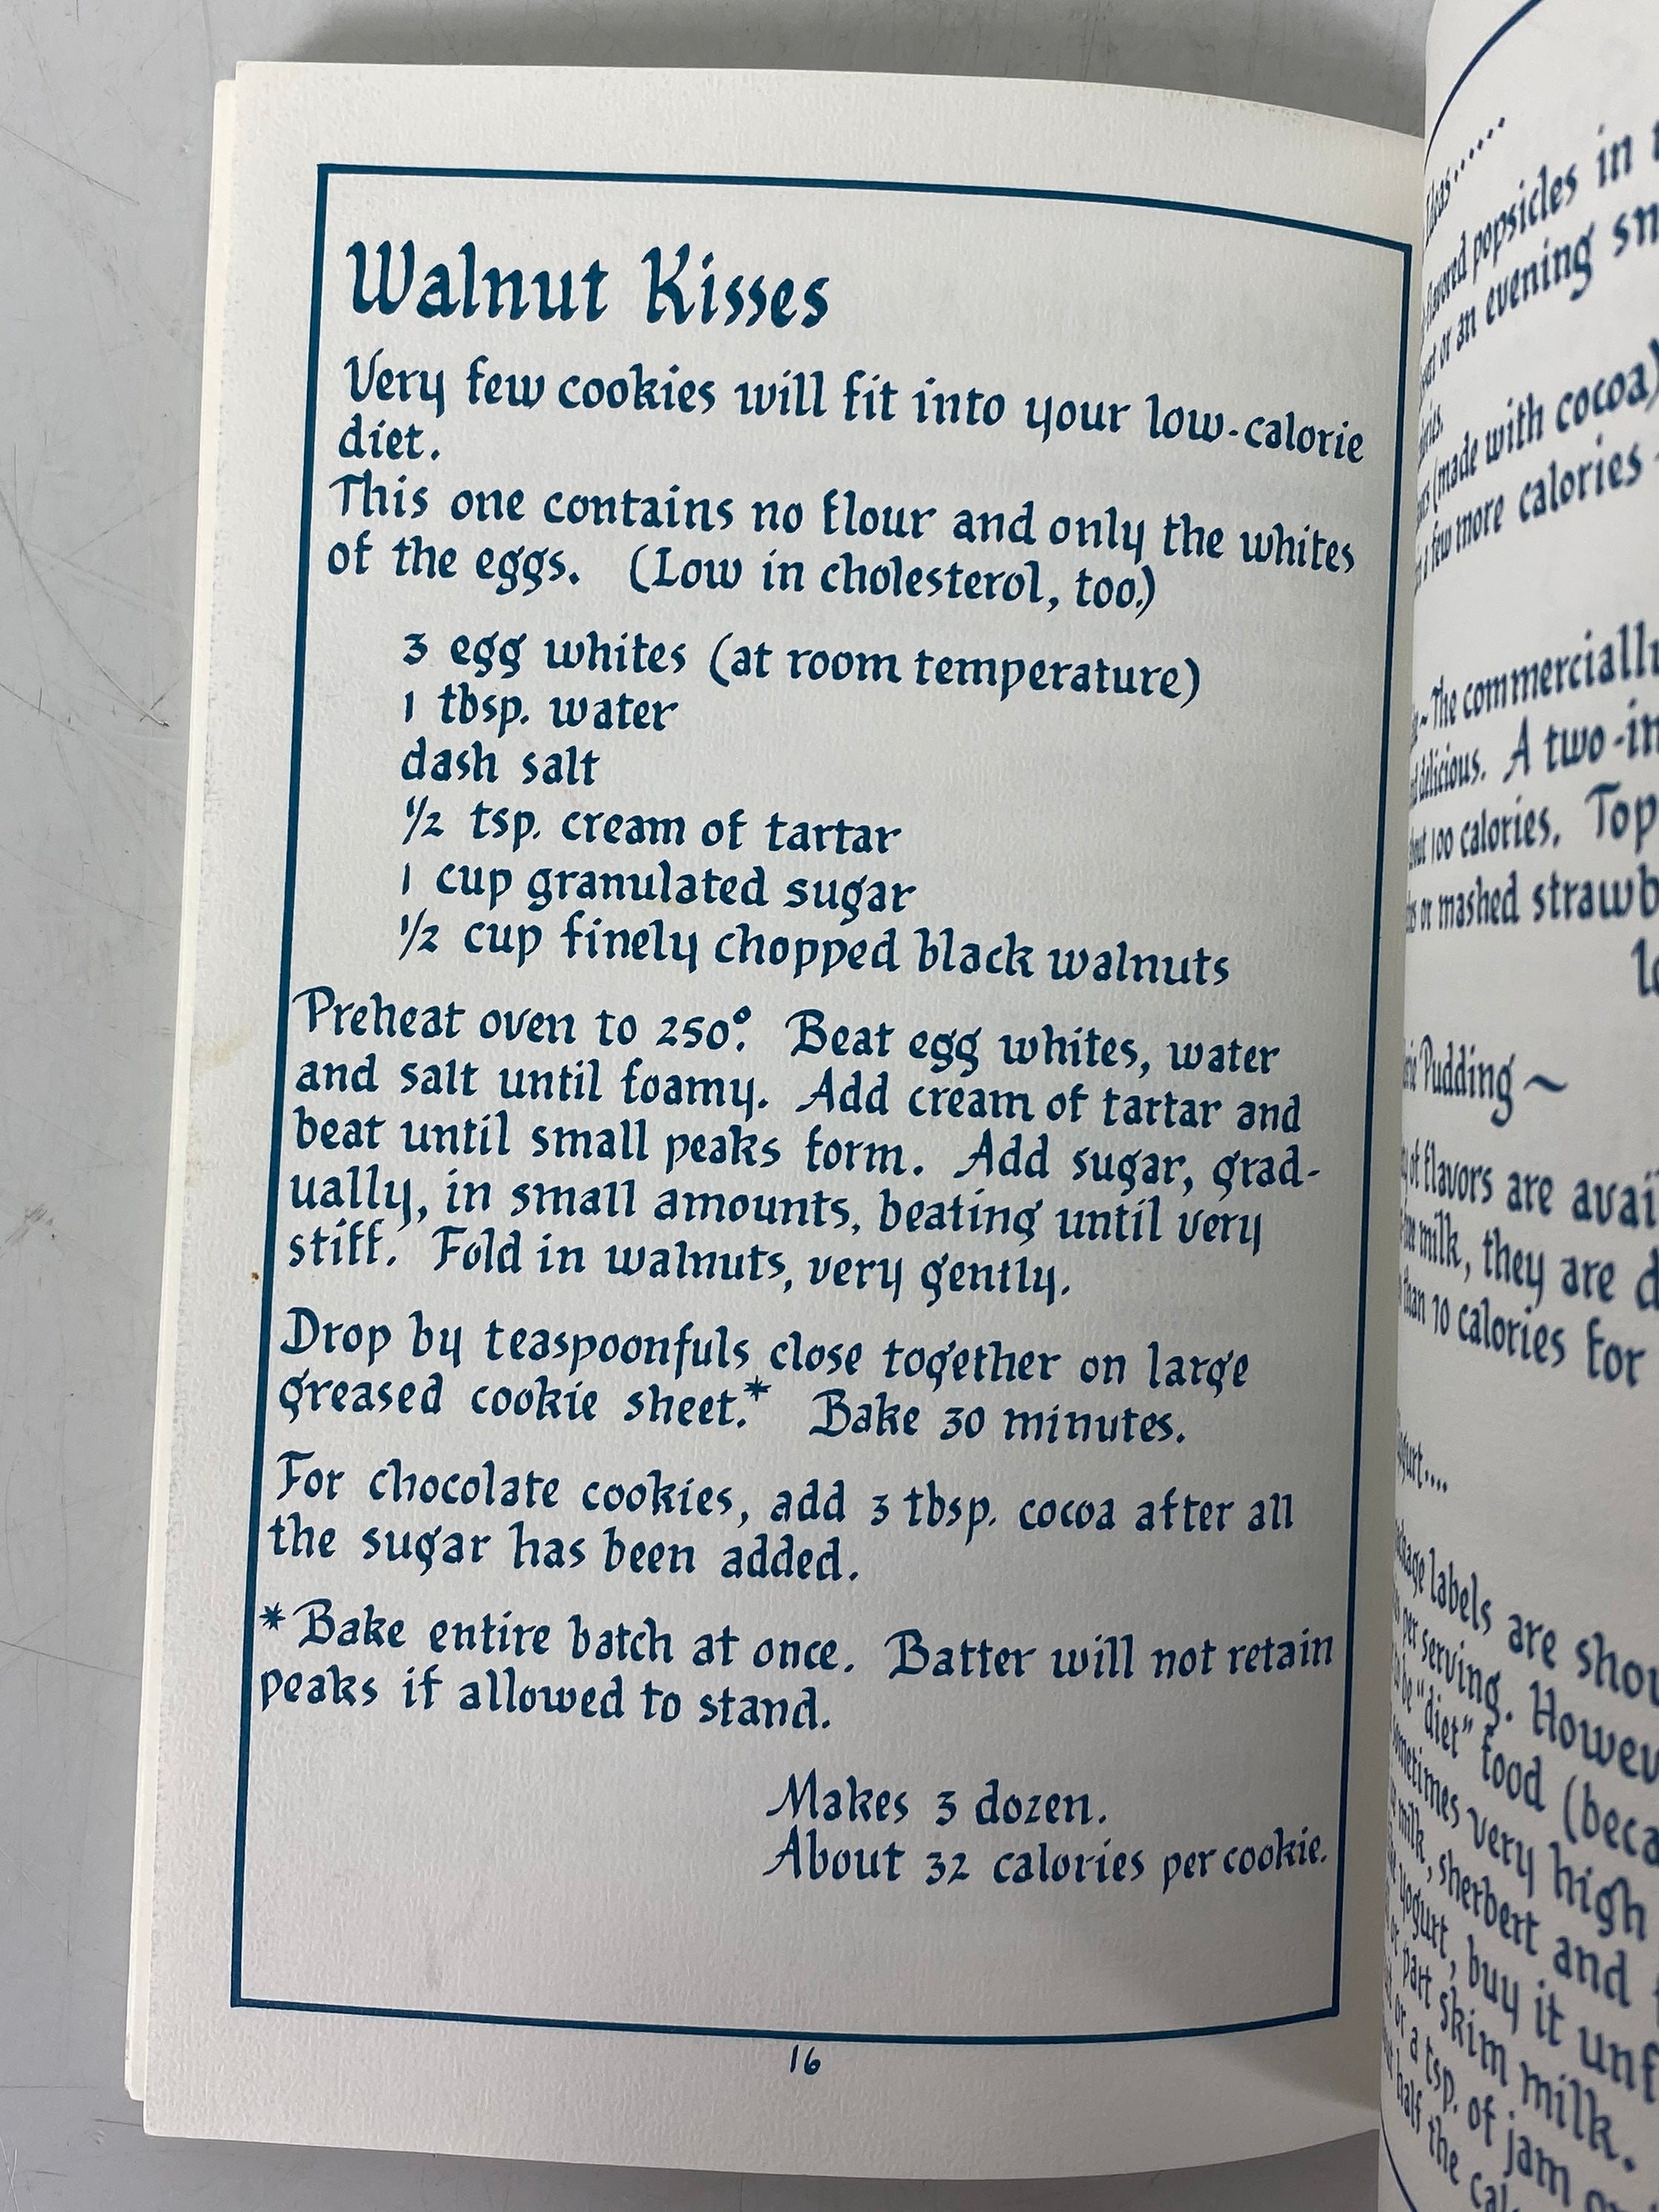 Walnut Kisses
Very few cookies will fit into your low-calorie
diet.
This one contains no flour and only the whites
of the eggs. (Low in cholesterol, too.)
3 egg whites (at room temperature)
1 tbsp. water
dash salt
1/2 tsp. cream of tartar
1 cup granulated sugar
1/2 cup finely chopped black walnuts
Preheat oven to 250°. Beat egg whites, water
and salt until foamy. Add cream of tartar and
beat until small peaks form. Add sugar, grad-
ually, in small amounts, beating until very
stiff. Fold in walnuts, very gently.
Drop by teaspoonfuls close together on large
greased cookie sheet.* Bake 30 minutes.
For chocolate cookies, add 3 tbsp. cocoa after all
the sugar has been added.
*Bake entire batch at once. Batter will not retain
peaks if allowed to stand.
Makes 3 dozen.
About 32 calories per cookie.
16
Ideas......
popsicles in
or an evening
(made with cocoa)
few more calories
~ The commercially
delicious. A two-in
100 calories. Top
or mashed
Pudding ~
of flavors are
milk, they are
than 70 calories for
labels are
per serving.
be "diet" food
sometimes very high
milk, sherbert and
yogurt, buy it
or part skim milk.
or a tsp. of jam
half the